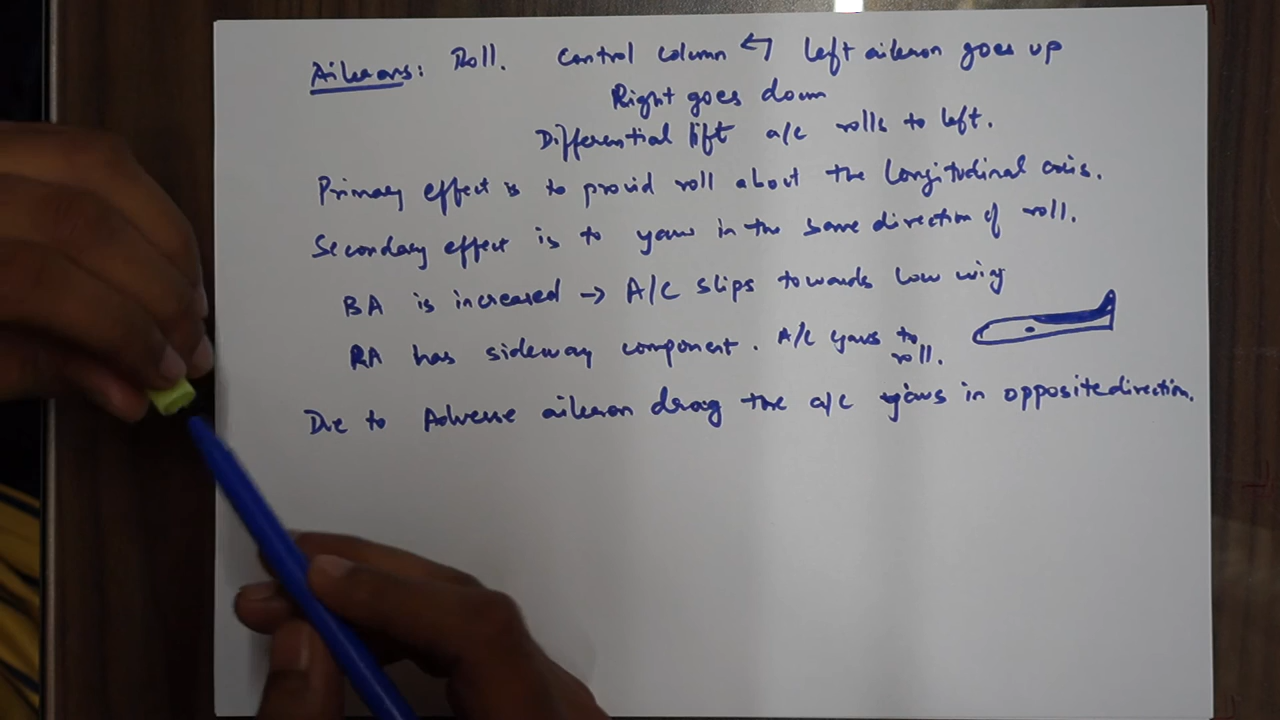 Ailerons: Roll. Control column ↰ Left aileron goes up
Right goes down
Differential lift a/c rolls to left.
Primary effect is to provid roll about the longitudinal axis.
Secondary effect is to yaw in the same direction of roll.
BA is increased → A/C slips towards low wing
RA has sideway component. A/C yaws to
roll.
Due to Adverse aileron drag the a/c yaws in opposite direction.